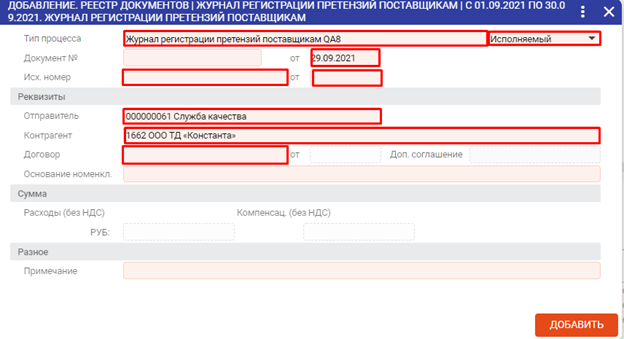 ДОБАВЛЕНИЕ. РЕЕСТР ДОКУМЕНТОВ | ЖУРНАЛ РЕГИСТРАЦИИ ПРЕТЕНЗИЙ ПОСТАВЩИКАМ | С 01.09.2021 ПО 30.0
9.2021. ЖУРНАЛ РЕГИСТРАЦИИ ПРЕТЕНЗИЙ ПОСТАВЩИКАМ
Тип процесса Журнал регистрации претензий поставщикам QA8 Исполняемый
Документ № от 29.09.2021
Исх. номер от
Реквизиты
Отправитель 000000061 Служба качества
Контрагент 1662 ООО ТД «Константа»
Договор от Доп. соглашение
Основание номенкл.
Сумма
Расходы (без НДС) Компенсац. (без НДС)
РУБ:
Разное
Примечание
ДОБАВИТЬ